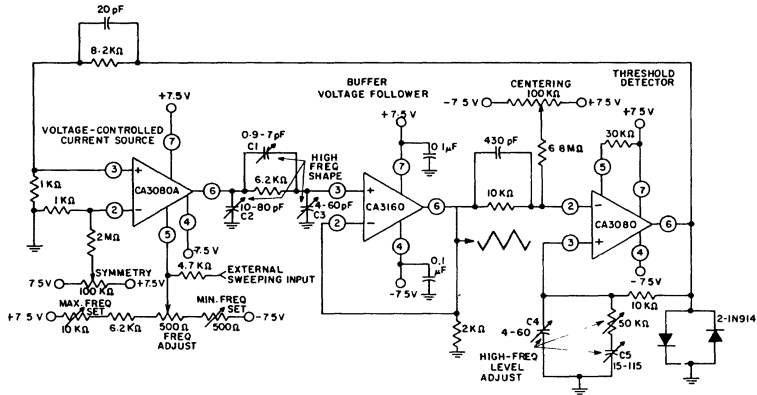 20 pF
8.2KΩ
+7.5V
VOLTAGE-CONTROLLED
CURRENT SOURCE
7
3
+
CA3080A
6
2
−
4
5
1KΩ
1KΩ
2MΩ
-7.5V
4.7KΩ
EXTERNAL
SWEEPING INPUT
SYMMETRY
7.5V
100KΩ
+7.5V
MAX. FREQ
SET
+7.5V
10KΩ
6.2KΩ
500Ω
FREQ
ADJUST
MIN. FREQ
SET
500Ω
-7.5V
0.9-7pF
C1
6.2KΩ
10-80pF
C2
HIGH
FREQ
SHAPE
4-60pF
C3
BUFFER
VOLTAGE FOLLOWER
+7.5V
0.1μF
7
3
+
CA3160
6
2
−
4
0.1
μF
-7.5V
2KΩ
430 pF
10KΩ
CENTERING
100KΩ
-7.5V
+7.5V
6.8MΩ
THRESHOLD
DETECTOR
+7.5V
30KΩ
5
7
2
−
CA3080
6
3
+
4
-7.5V
10KΩ
C4
4-60
50KΩ
C5
15-115
HIGH-FREQ
LEVEL
ADJUST
2-1N914